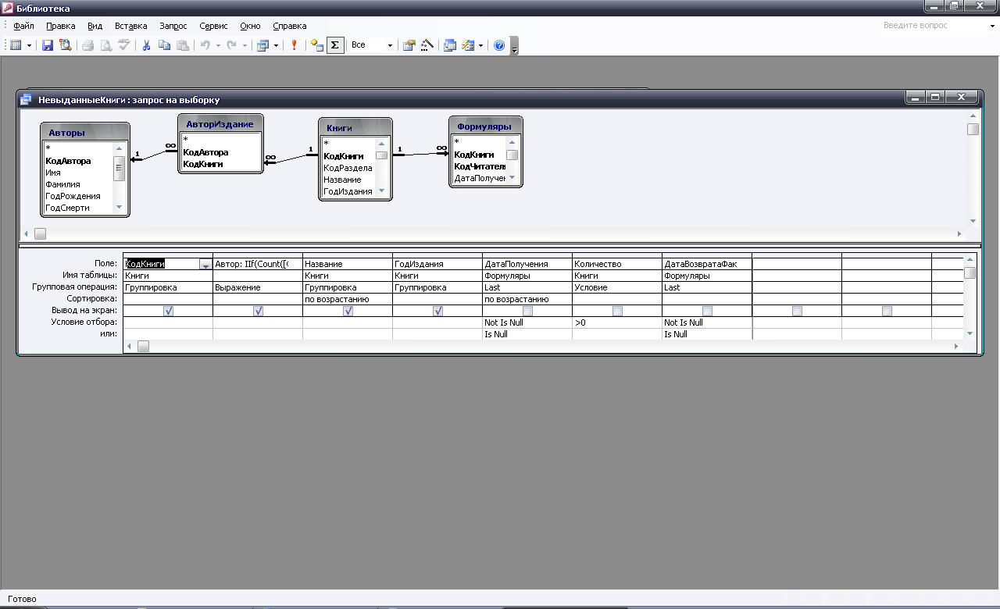 Библиотека
Файл Правка Вид Вставка Запрос Сервис Окно Справка Введите вопрос
Все
НевыданныеКниги : запрос на выборку
Авторы
*
КодАвтора
Имя
Фамилия
ГодРождения
ГодСмерти
1 ∞
АвторИздание
*
КодАвтора
КодКниги
∞ 1
Книги
*
КодКниги
КодРаздела
Название
ГодИздания
1 ∞
Формуляры
*
КодКниги
КодЧитател
ДатаПолучен
Поле: КодКниги Автор: IIf(Count([ Название ГодИздания ДатаПолучения Количество ДатаВозвратаФак
Имя таблицы: Книги Книги Книги Формуляры Книги Формуляры
Групповая операция: Группировка Выражение Группировка Группировка Last Условие Last
Сортировка: по возрастанию по возрастанию
Вывод на экран:
Условие отбора: Not Is Null >0 Not Is Null
или: Is Null Is Null
Готово